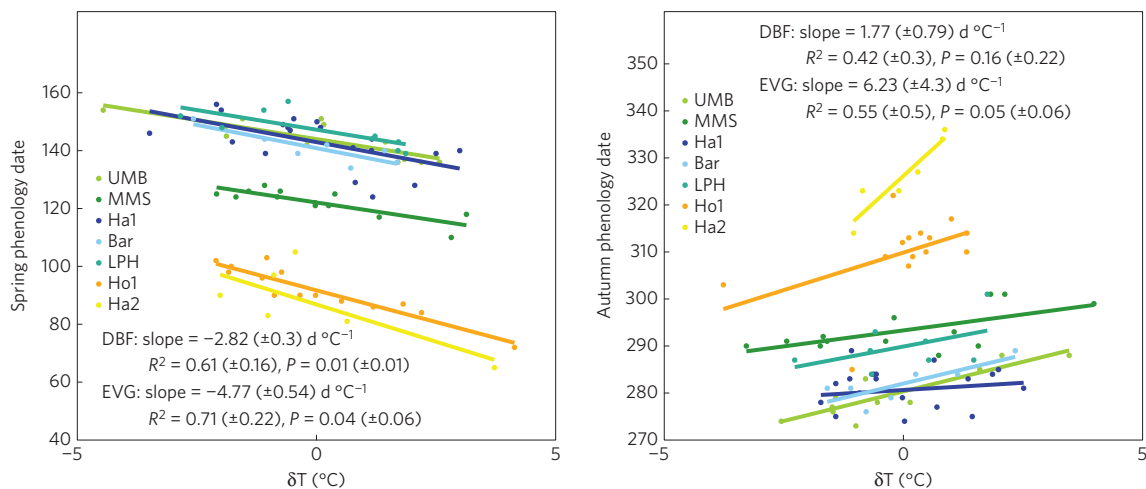 Spring phenology date
160
140
120
100
80
60
40
−5
0
5
δT (°C)
UMB
MMS
Ha1
Bar
LPH
Ho1
Ha2
DBF: slope = −2.82 (±0.3) d °C⁻¹
R² = 0.61 (±0.16), P = 0.01 (±0.01)
EVG: slope = −4.77 (±0.54) d °C⁻¹
R² = 0.71 (±0.22), P = 0.04 (±0.06)
Autumn phenology date
350
340
330
320
310
300
290
280
270
−5
0
5
δT (°C)
DBF: slope = 1.77 (±0.79) d °C⁻¹
R² = 0.42 (±0.3), P = 0.16 (±0.22)
EVG: slope = 6.23 (±4.3) d °C⁻¹
R² = 0.55 (±0.5), P = 0.05 (±0.06)
UMB
MMS
Ha1
Bar
LPH
Ho1
Ha2